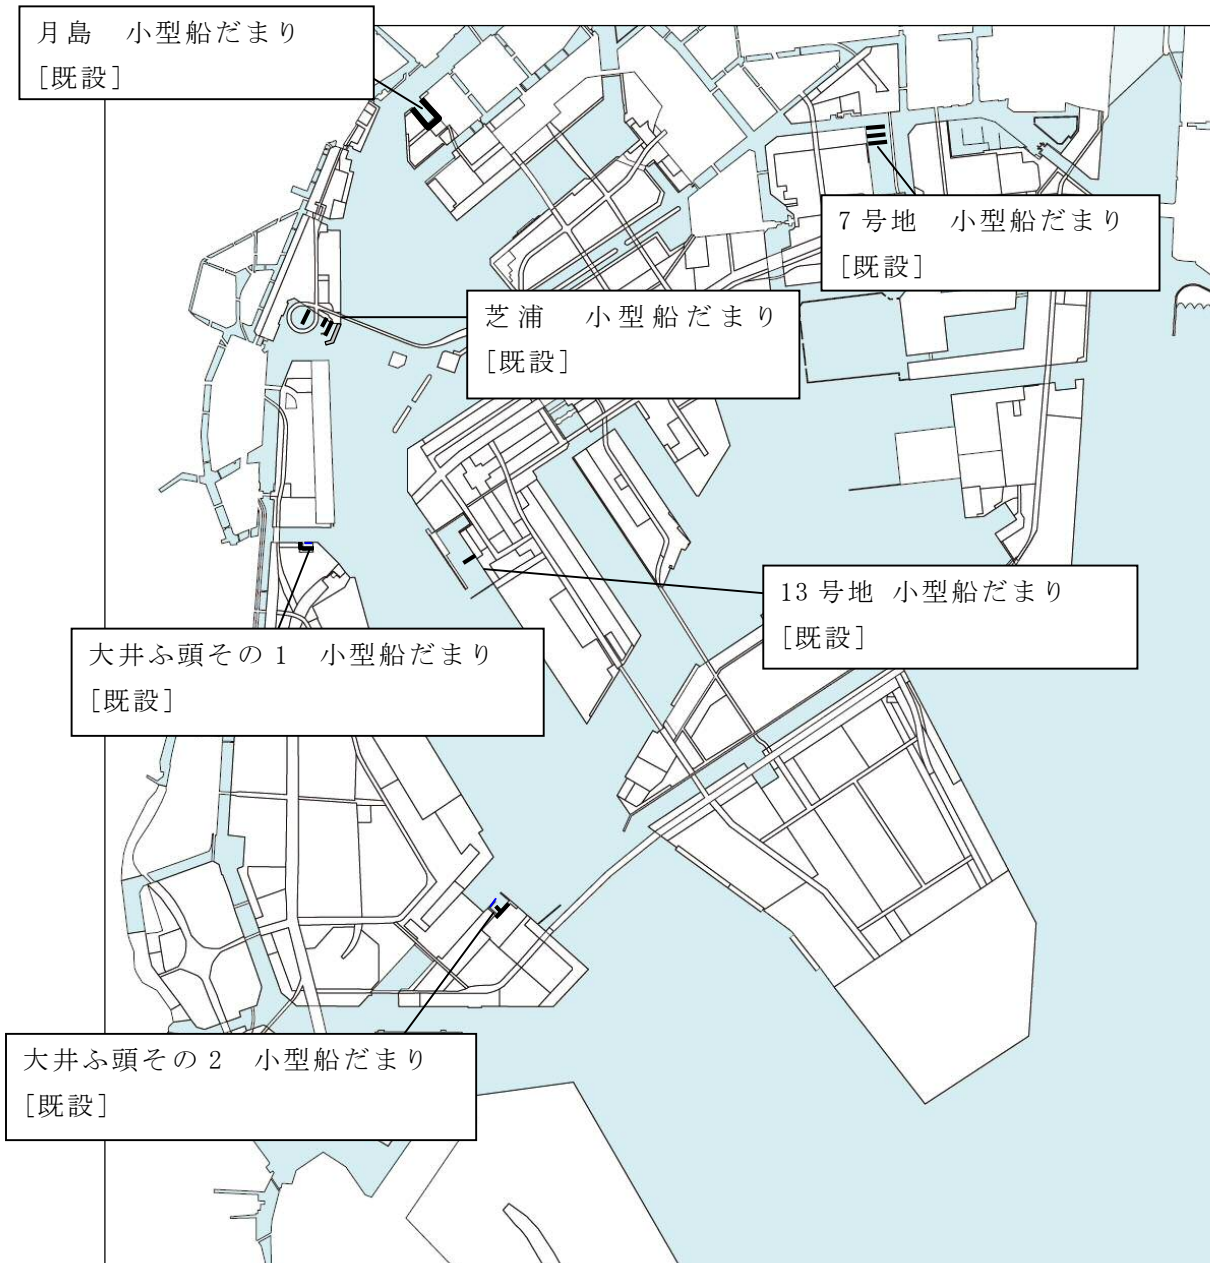 月島　小型船だまり
[既設]
7号地　小型船だまり
[既設]
芝浦　小型船だまり
[既設]
13号地 小型船だまり
[既設]
大井ふ頭その1　小型船だまり
[既設]
大井ふ頭その2　小型船だまり
[既設]